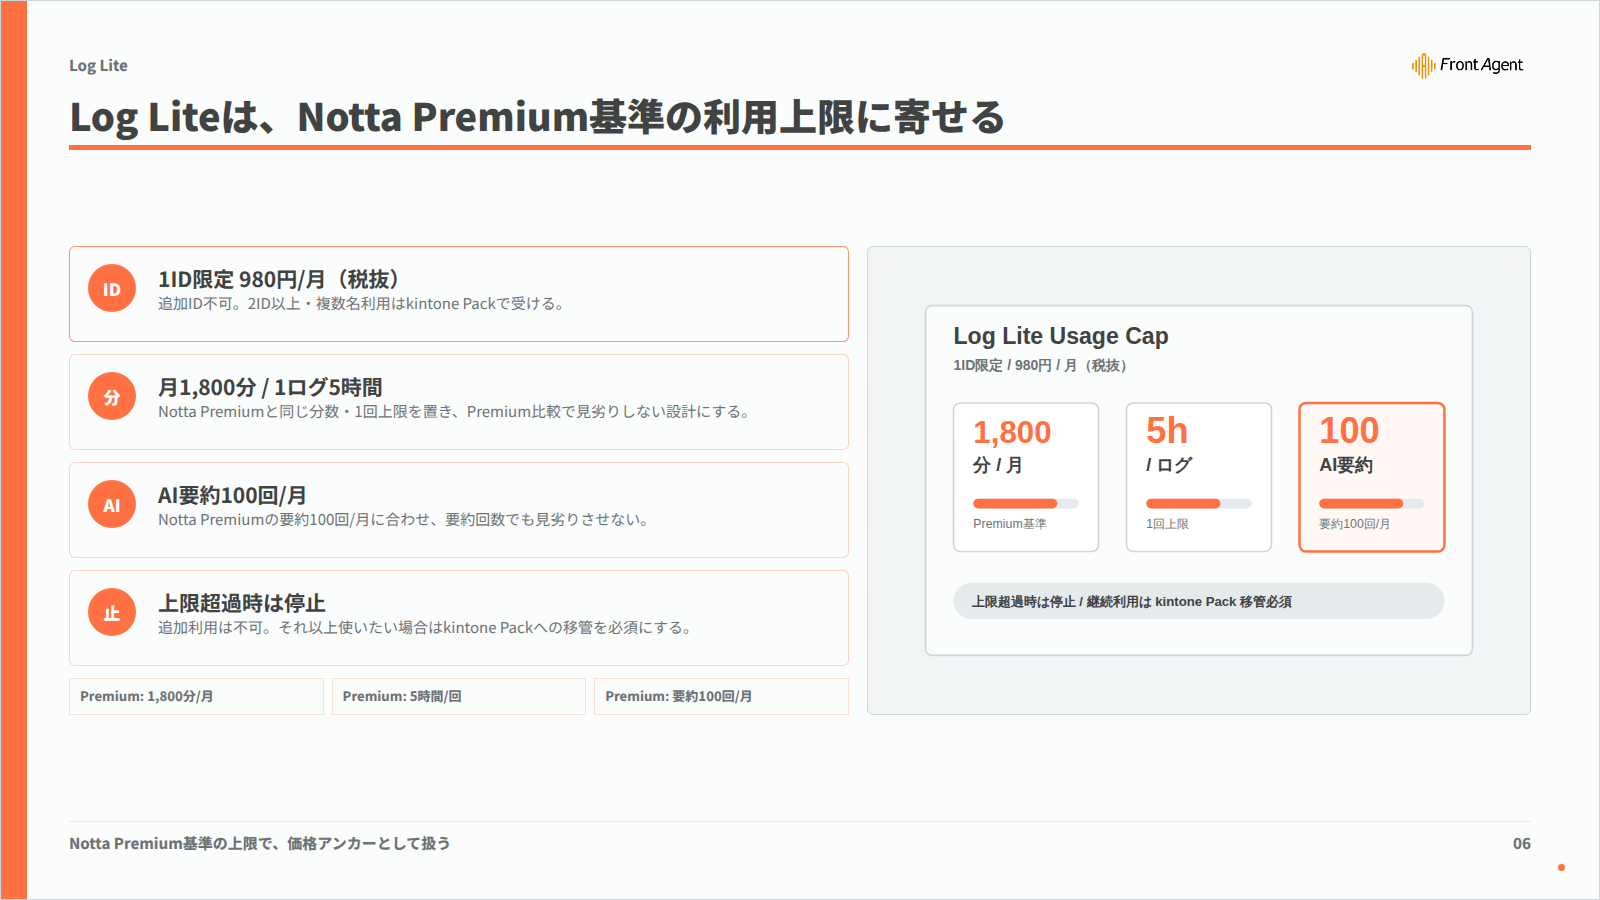 Log Lite
Front Agent
Log Liteは、Notta Premium基準の利用上限に寄せる
ID
1ID限定 980円/月（税抜）
追加ID不可。2ID以上・複数名利用はkintone Packで受ける。
分
月1,800分 / 1ログ5時間
Notta Premiumと同じ分数・1回上限を置き、Premium比較で見劣りしない設計にする。
AI
AI要約100回/月
Notta Premiumの要約100回/月に合わせ、要約回数でも見劣りさせない。
止
上限超過時は停止
追加利用は不可。それ以上使いたい場合はkintone Packへの移管を必須にする。
Premium: 1,800分/月
Premium: 5時間/回
Premium: 要約100回/月
Log Lite Usage Cap
1ID限定 / 980円 / 月（税抜）
1,800
分 / 月
Premium基準
5h
/ ログ
1回上限
100
AI要約
要約100回/月
上限超過時は停止 / 継続利用は kintone Pack 移管必須
Notta Premium基準の上限で、価格アンカーとして扱う
06